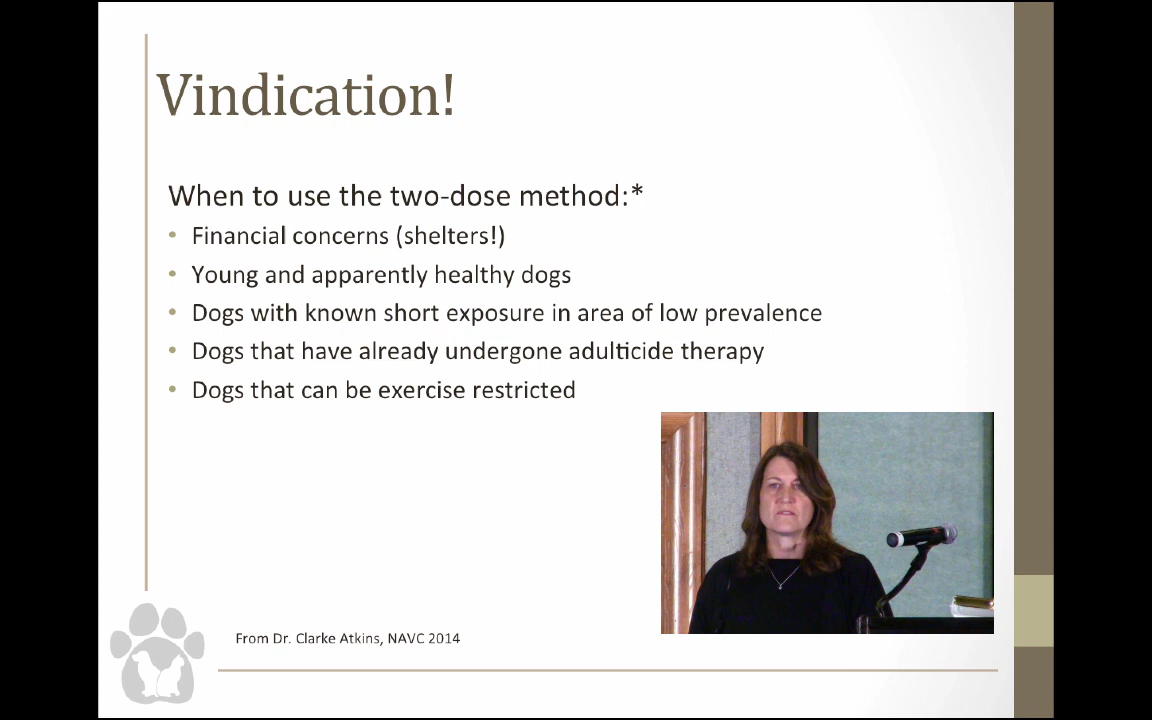 Vindication!
When to use the two-dose method:*
• Financial concerns (shelters!)
• Young and apparently healthy dogs
• Dogs with known short exposure in area of low prevalence
• Dogs that have already undergone adulticide therapy
• Dogs that can be exercise restricted
From Dr. Clarke Atkins, NAVC 2014